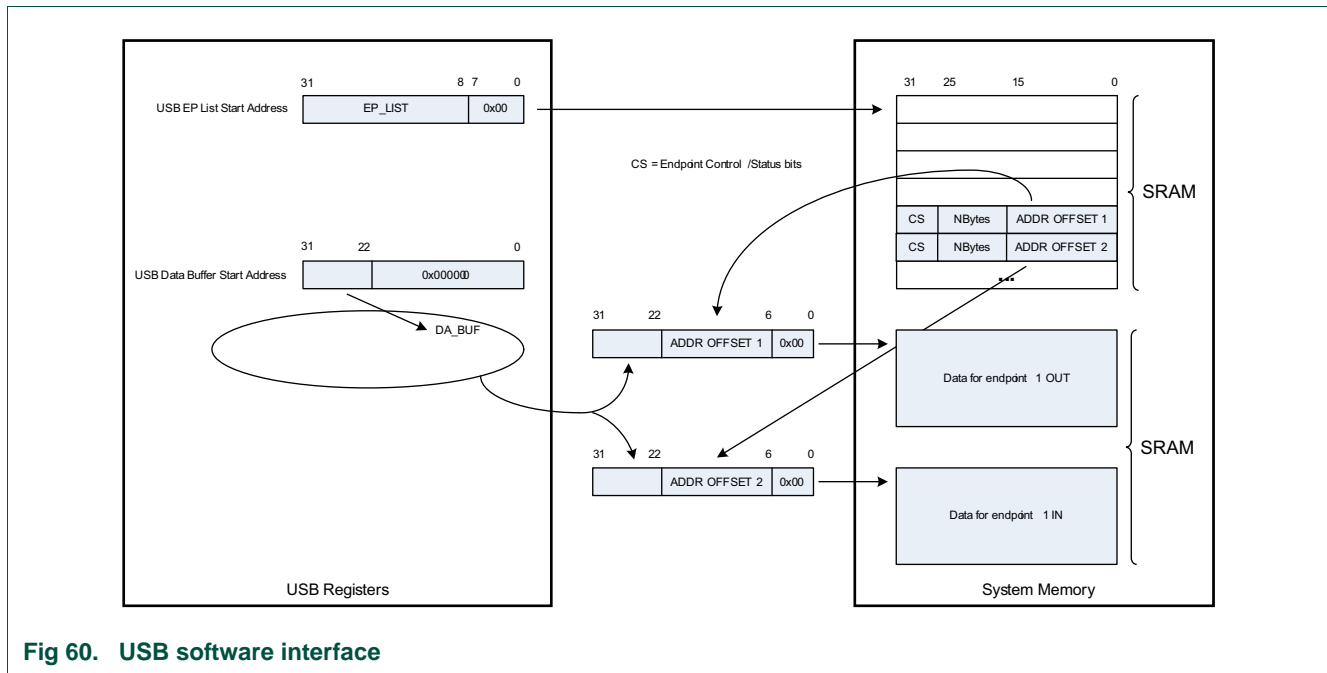 31 8 7 0
USB EP List Start Address EP_LIST 0x00
31 25 15 0
CS = Endpoint Control /Status bits
SRAM
CS NBytes ADDR OFFSET 1
CS NBytes ADDR OFFSET 2
...
31 22 0
USB Data Buffer Start Address 0x000000
DA_BUF
31 22 6 0
ADDR OFFSET 1 0x00
Data for endpoint 1 OUT
SRAM
31 22 6 0
ADDR OFFSET 2 0x00
Data for endpoint 1 IN
USB Registers
System Memory
Fig 60. USB software interface